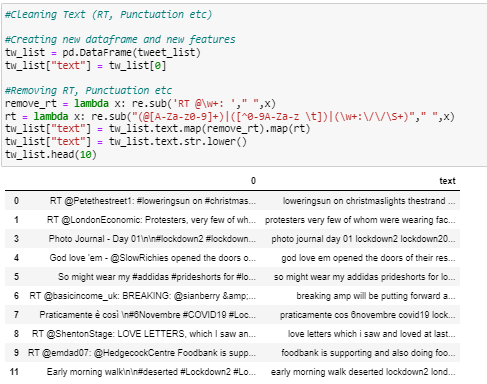 #Cleaning Text (RT, Punctuation etc)
#Creating new dataframe and new features
tw_list = pd.DataFrame(tweet_list)
tw_list["text"] = tw_list[0]
#Removing RT, Punctuation etc
remove_rt = lambda x: re.sub('RT @\w+: '," ",x)
rt = lambda x: re.sub("(@[A-Za-z0-9]+)|([^0-9A-Za-z \t])|(\w+:\/\/\S+)"," ",x)
tw_list["text"] = tw_list.text.map(remove_rt).map(rt)
tw_list["text"] = tw_list.text.str.lower()
tw_list.head(10)
0 text
0 RT @Petethestreet1: #loweringsun on #christmas... loweringsun on christmaslights thestrand ...
1 RT @LondonEconomic: Protesters, very few of wh... protesters very few of whom were wearing fac...
3 Photo Journal - Day 01\n\n#lockdown2 #lockdown... photo journal day 01 lockdown2 lockdown20...
4 God love 'em - @SlowRichies opened the doors o... god love em opened the doors of their res...
5 So might wear my #addidas #prideshorts for #lo... so might wear my addidas prideshorts for lo...
6 RT @basicincome_uk: BREAKING: @sianberry &amp;... breaking amp will be putting forward a...
7 Praticamente é così \n#6Novembre #COVID19 #Loc... praticamente cos 6novembre covid19 lock...
8 RT @ShentonStage: LOVE LETTERS, which I saw an... love letters which i saw and loved at last...
9 RT @emdad07: @HedgecockCentre Foodbank is supp... foodbank is supporting and also doing foo...
11 Early morning walk\n\n#deserted #Lockdown2 #Lo... early morning walk deserted lockdown2 lond...